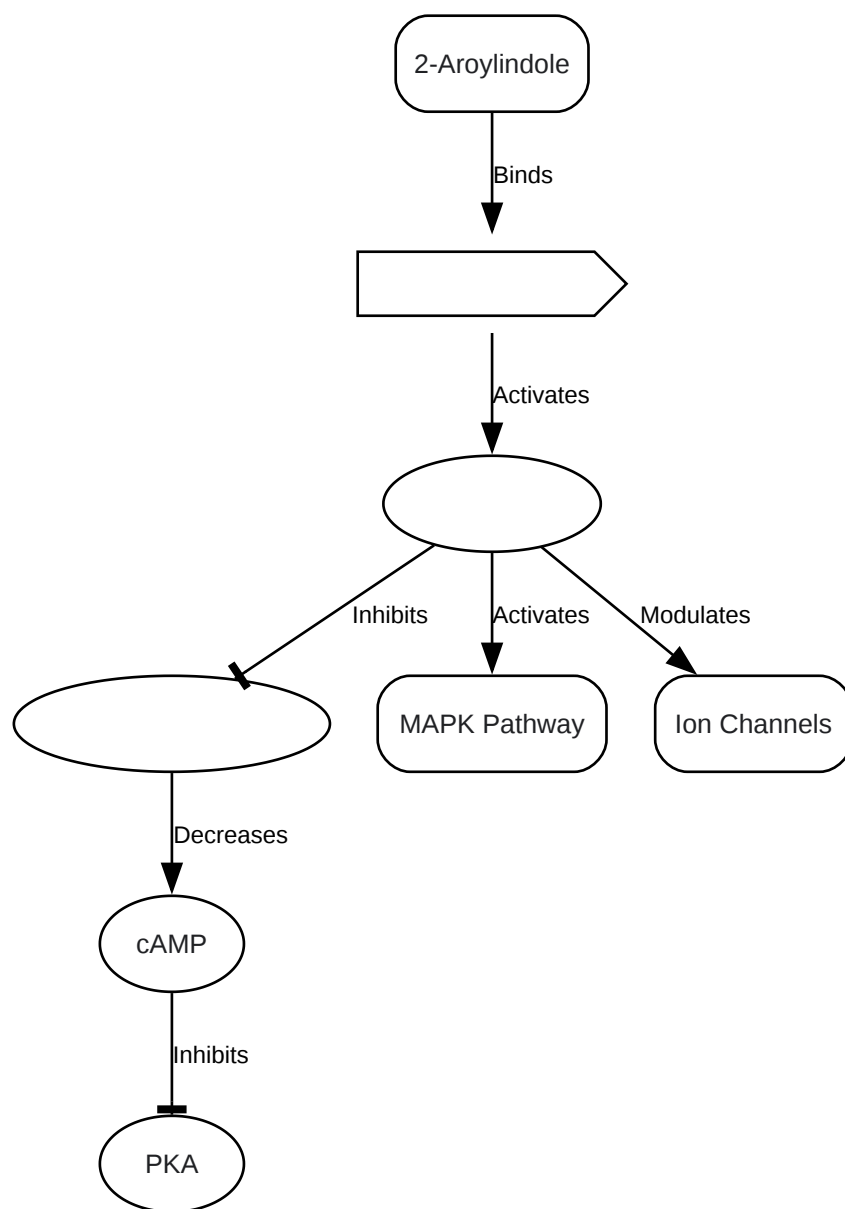 2-Aroylindole
Binds
Activates
Inhibits
Activates
Modulates
MAPK Pathway
Ion Channels
Decreases
cAMP
Inhibits
PKA